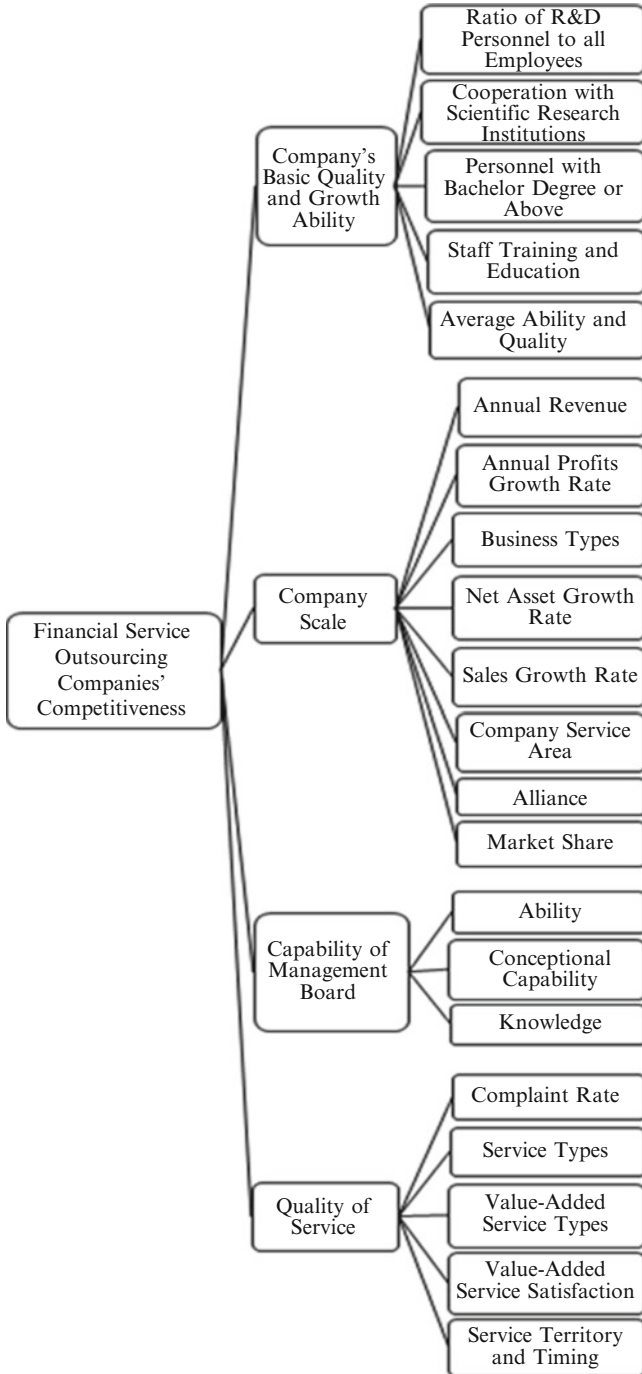 Financial Service
Outsourcing
Companies'
Competitiveness
Company's
Basic Quality
and Growth
Ability
Ratio of R&D
Personnel to all
Employees
Cooperation with
Scientific Research
Institutions
Personnel with
Bachelor Degree or
Above
Staff Training and
Education
Average Ability and
Quality
Company
Scale
Annual Revenue
Annual Profits
Growth Rate
Business Types
Net Asset Growth
Rate
Sales Growth Rate
Company Service
Area
Alliance
Market Share
Capability of
Management
Board
Ability
Conceptional
Capability
Knowledge
Quality of
Service
Complaint Rate
Service Types
Value-Added
Service Types
Value-Added
Service Satisfaction
Service Territory
and Timing